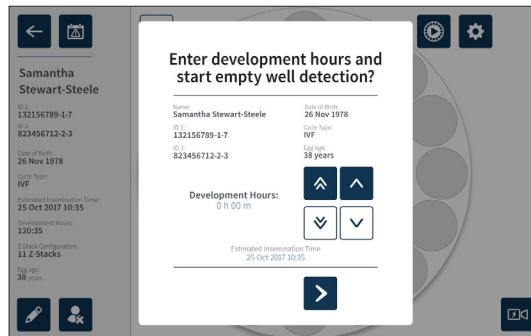 Samantha
Stewart-Steele
ID 1:
132156789-1-7
ID 2:
823456712-2-3
Date of Birth:
26 Nov 1978
Cycle Type:
IVF
Estimated Insemination Time:
25 Oct 2017 10:35
Development Hours:
120:35
Z-Stack Configuration:
11 Z-Stacks
Egg age:
38 years
Enter development hours and
start empty well detection?
Name:
Samantha Stewart-Steele
Date of Birth:
26 Nov 1978
ID 1:
132156789-1-7
Cycle Type:
IVF
ID 2:
823456712-2-3
Egg Age:
38 years
Development Hours:
0 h 00 m
Estimated Insemination Time
25 Oct 2017 10:35